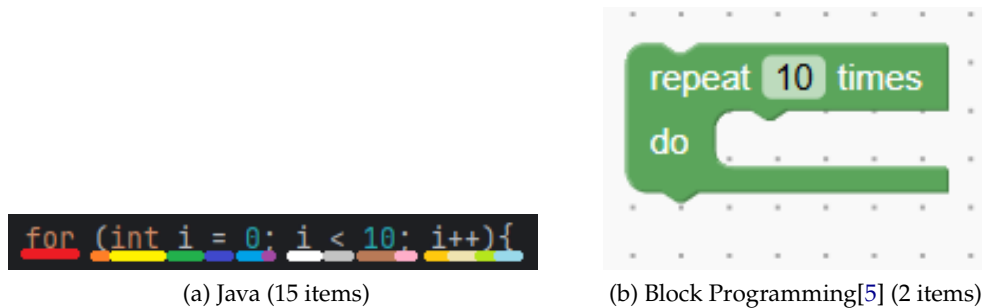 repeat 10 times
do
for (int i = 0; i < 10; i++){
(a) Java (15 items)
(b) Block Programming[5] (2 items)